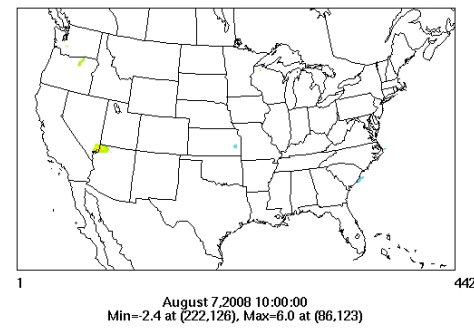 1 442
August 7,2008 10:00:00
Min=-2.4 at (222,126), Max=6.0 at (86,123)